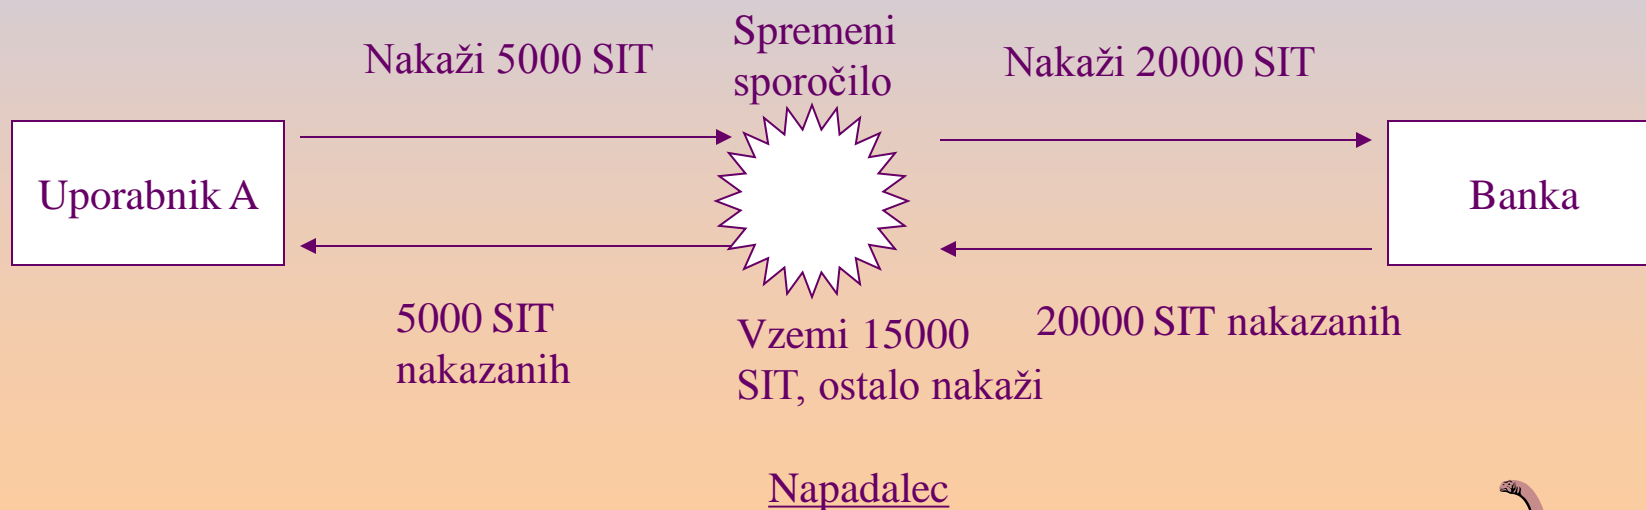 Nakaži 5000 SIT
Spremeni
sporočilo
Nakaži 20000 SIT
Uporabnik A
Banka
5000 SIT
nakazanih
Vzemi 15000
SIT, ostalo nakaži
20000 SIT nakazanih
Napadalec